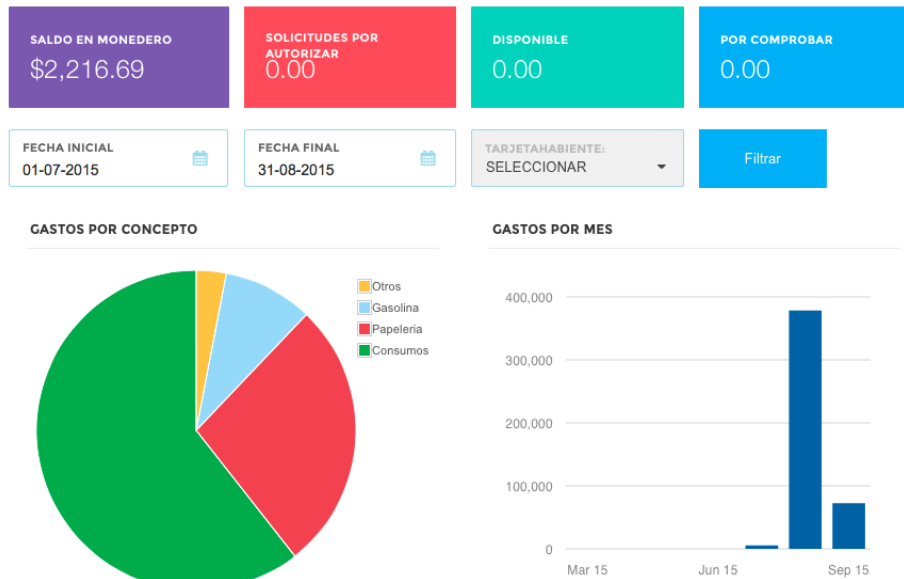 SALDO EN MONEDERO
$2,216.69
SOLICITUDES POR
AUTORIZAR
0.00
DISPONIBLE
0.00
POR COMPROBAR
0.00
FECHA INICIAL
01-07-2015
FECHA FINAL
31-08-2015
TARJETAHABIENTE:
SELECCIONAR
Filtrar
GASTOS POR CONCEPTO
Otros
Gasolina
Papeleria
Consumos
GASTOS POR MES
400,000
300,000
200,000
100,000
0
Mar 15
Jun 15
Sep 15